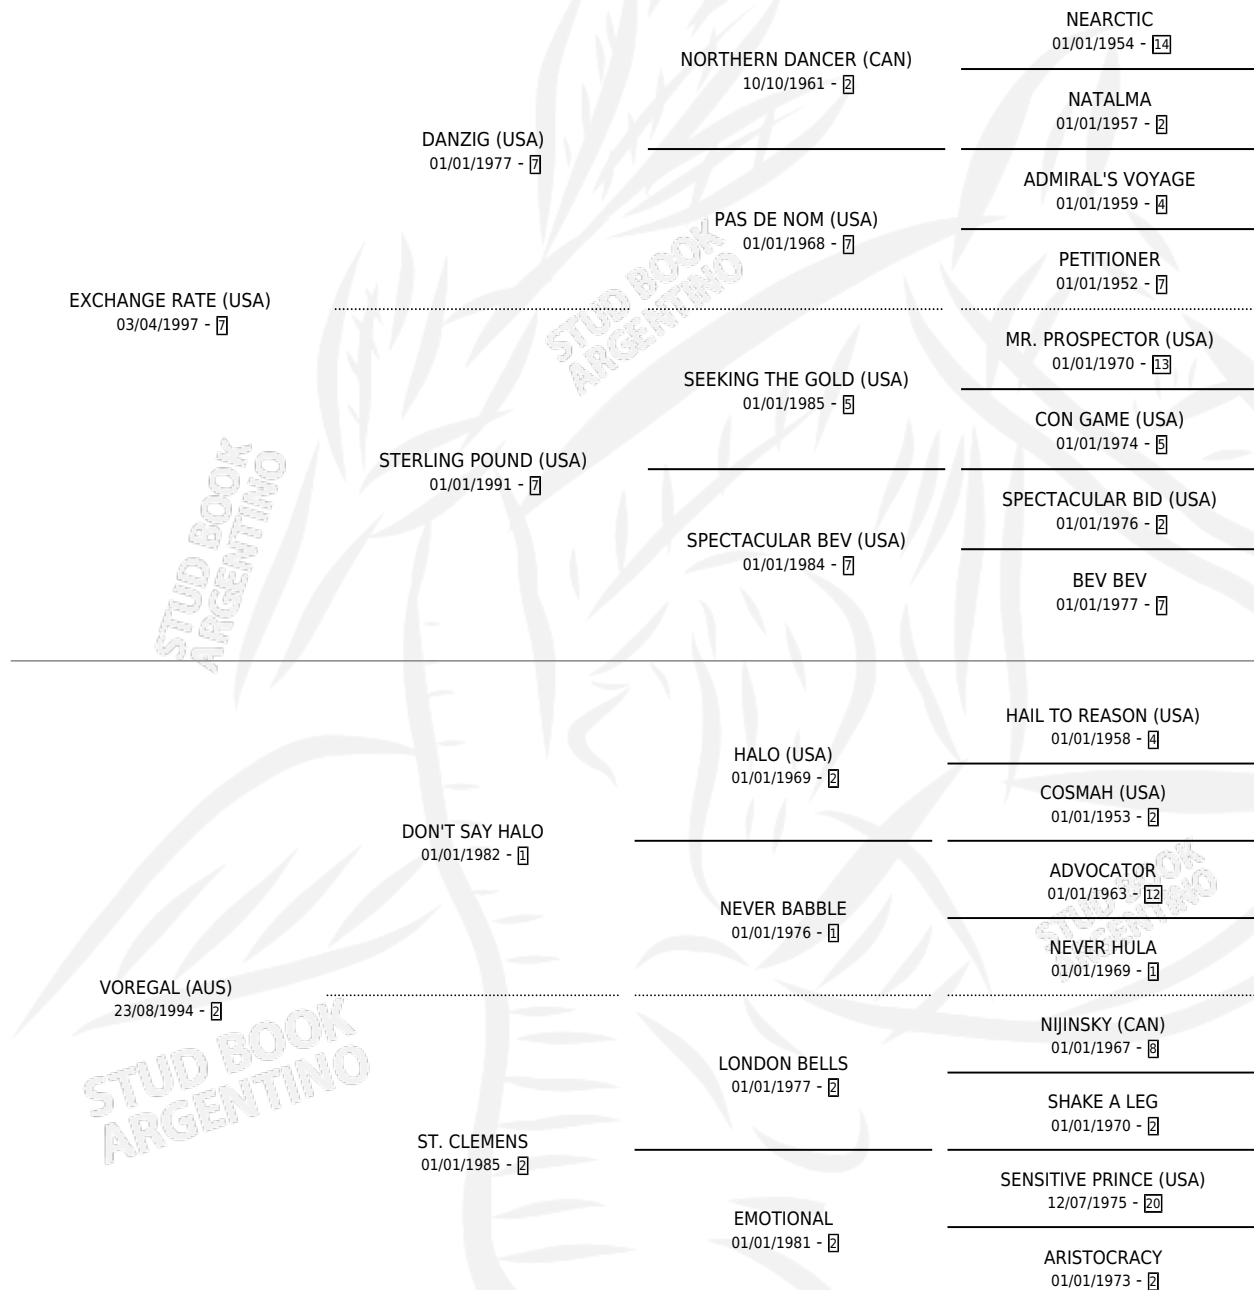 NEARCTIC
01/01/1954 - 14
NORTHERN DANCER (CAN)
10/10/1961 - 2
NATALMA
01/01/1957 - 2
DANZIG (USA)
01/01/1977 - 7
ADMIRAL'S VOYAGE
01/01/1959 - 4
PAS DE NOM (USA)
01/01/1968 - 7
PETITIONER
01/01/1952 - 7
EXCHANGE RATE (USA)
03/04/1997 - 7
MR. PROSPECTOR (USA)
01/01/1970 - 13
SEEKING THE GOLD (USA)
01/01/1985 - 5
CON GAME (USA)
01/01/1974 - 5
STERLING POUND (USA)
01/01/1991 - 7
SPECTACULAR BID (USA)
01/01/1976 - 2
SPECTACULAR BEV (USA)
01/01/1984 - 7
BEV BEV
01/01/1977 - 7
HAIL TO REASON (USA)
01/01/1958 - 4
HALO (USA)
01/01/1969 - 2
COSMAH (USA)
01/01/1953 - 2
DON'T SAY HALO
01/01/1982 - 1
ADVOCATOR
01/01/1963 - 12
NEVER BABBLE
01/01/1976 - 1
NEVER HULA
01/01/1969 - 1
VOREGAL (AUS)
23/08/1994 - 2
NIJINSKY (CAN)
01/01/1967 - 8
LONDON BELLS
01/01/1977 - 2
SHAKE A LEG
01/01/1970 - 2
ST. CLEMENS
01/01/1985 - 2
SENSITIVE PRINCE (USA)
12/07/1975 - 20
EMOTIONAL
01/01/1981 - 2
ARISTOCRACY
01/01/1973 - 2
STUD BOOK
ARGENTINO
STUD BOOK
ARGENTINO
STUD BOOK
ARGENTINO
STUD BOOK
ARGENTINO